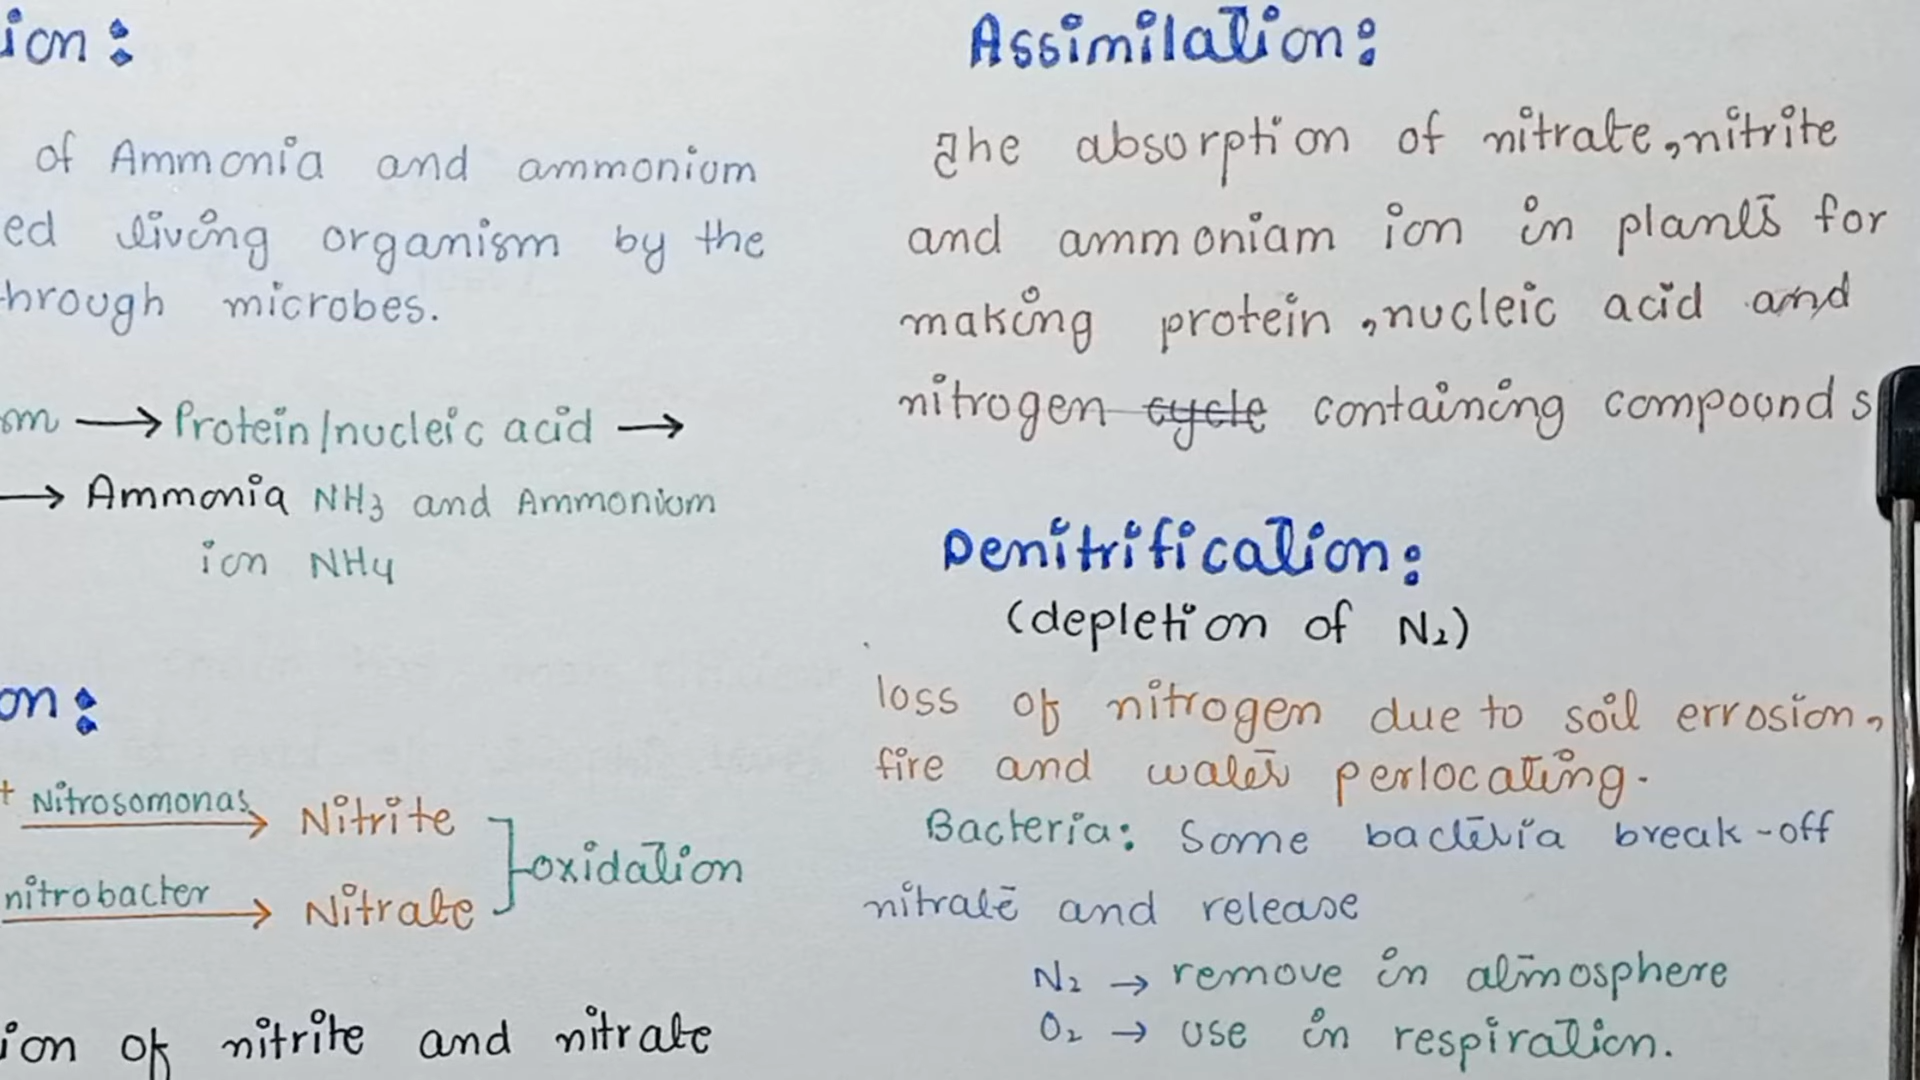 ion:
of Ammonia and ammonium
ed living organism by the
through microbes.
sm → Protein/nucleic acid →
→ Ammonia NH3 and Ammonium
ion NH4
on:
+ Nitrosomonas → Nitrite
nitrobacter → Nitrate
oxidation
ion of nitrite and nitrate
Assimilation:
The absorption of nitrate, nitrite
and ammoniam ion in plants for
making protein, nucleic acid and
nitrogen cycle containing compounds
Denitrification:
(depletion of N2)
loss of nitrogen due to soil errosion,
fire and water perlocating.
Bacteria: Some bacteria break-off
nitrate and release
N2 → remove in atmosphere
O2 → use in respiration.